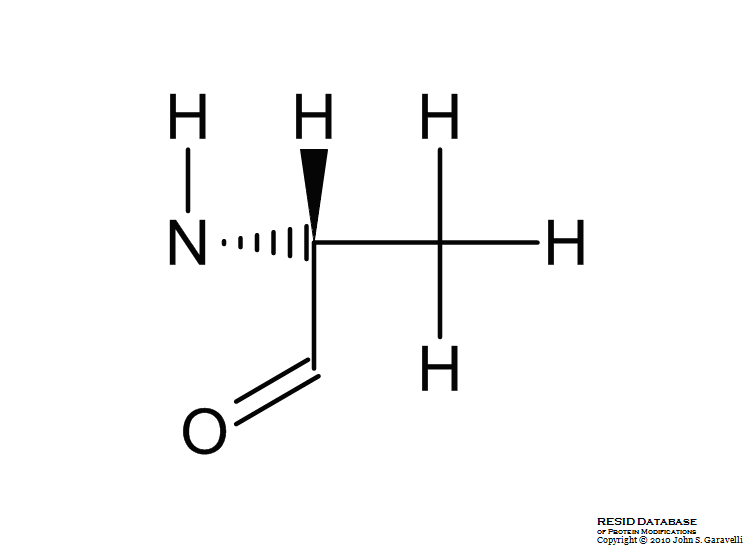 H H H
N H
H
O
RESID DATABASE
OF PROTEIN MODIFICATIONS
Copyright © 2010 John S. Garavelli